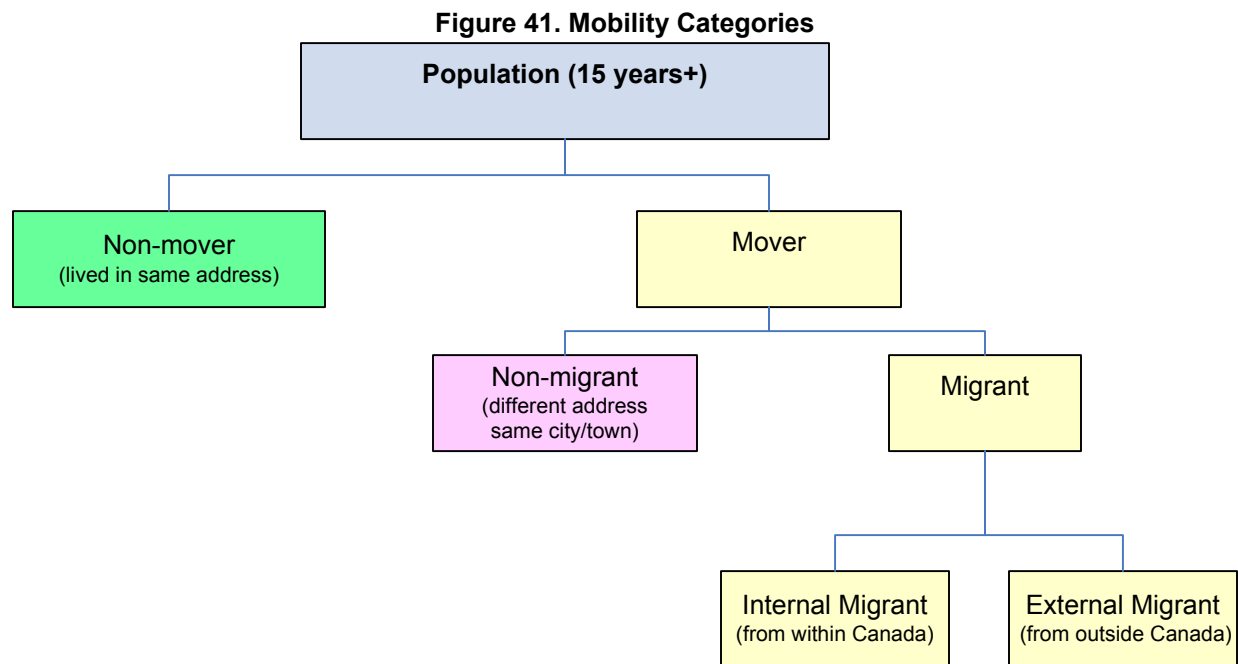 Figure 41. Mobility Categories
Population (15 years+)
Non-mover
(lived in same address)
Mover
Non-migrant
(different address
same city/town)
Migrant
Internal Migrant
(from within Canada)
External Migrant
(from outside Canada)